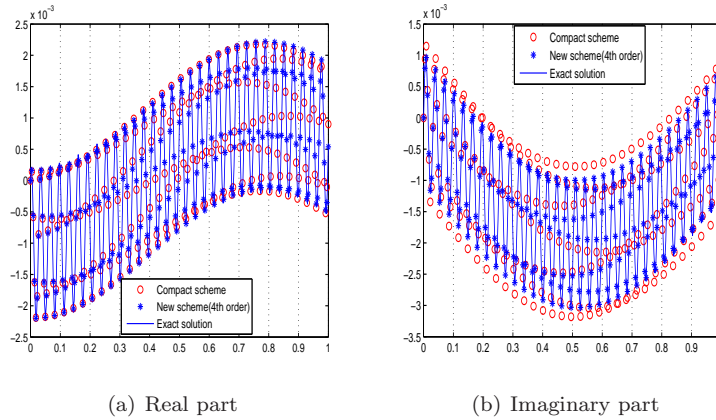 x 10⁻³
2.5
2
1.5
1
0.5
0
−0.5
−1
−1.5
−2
−2.5
0 0.1 0.2 0.3 0.4 0.5 0.6 0.7 0.8 0.9 1
Compact scheme
New scheme(4th order)
Exact solution
(a) Real part
x 10⁻³
1.5
1
0.5
0
−0.5
−1
−1.5
−2
−2.5
−3
−3.5
0 0.1 0.2 0.3 0.4 0.5 0.6 0.7 0.8 0.9
Compact scheme
New scheme(4th order)
Exact solution
(b) Imaginary part